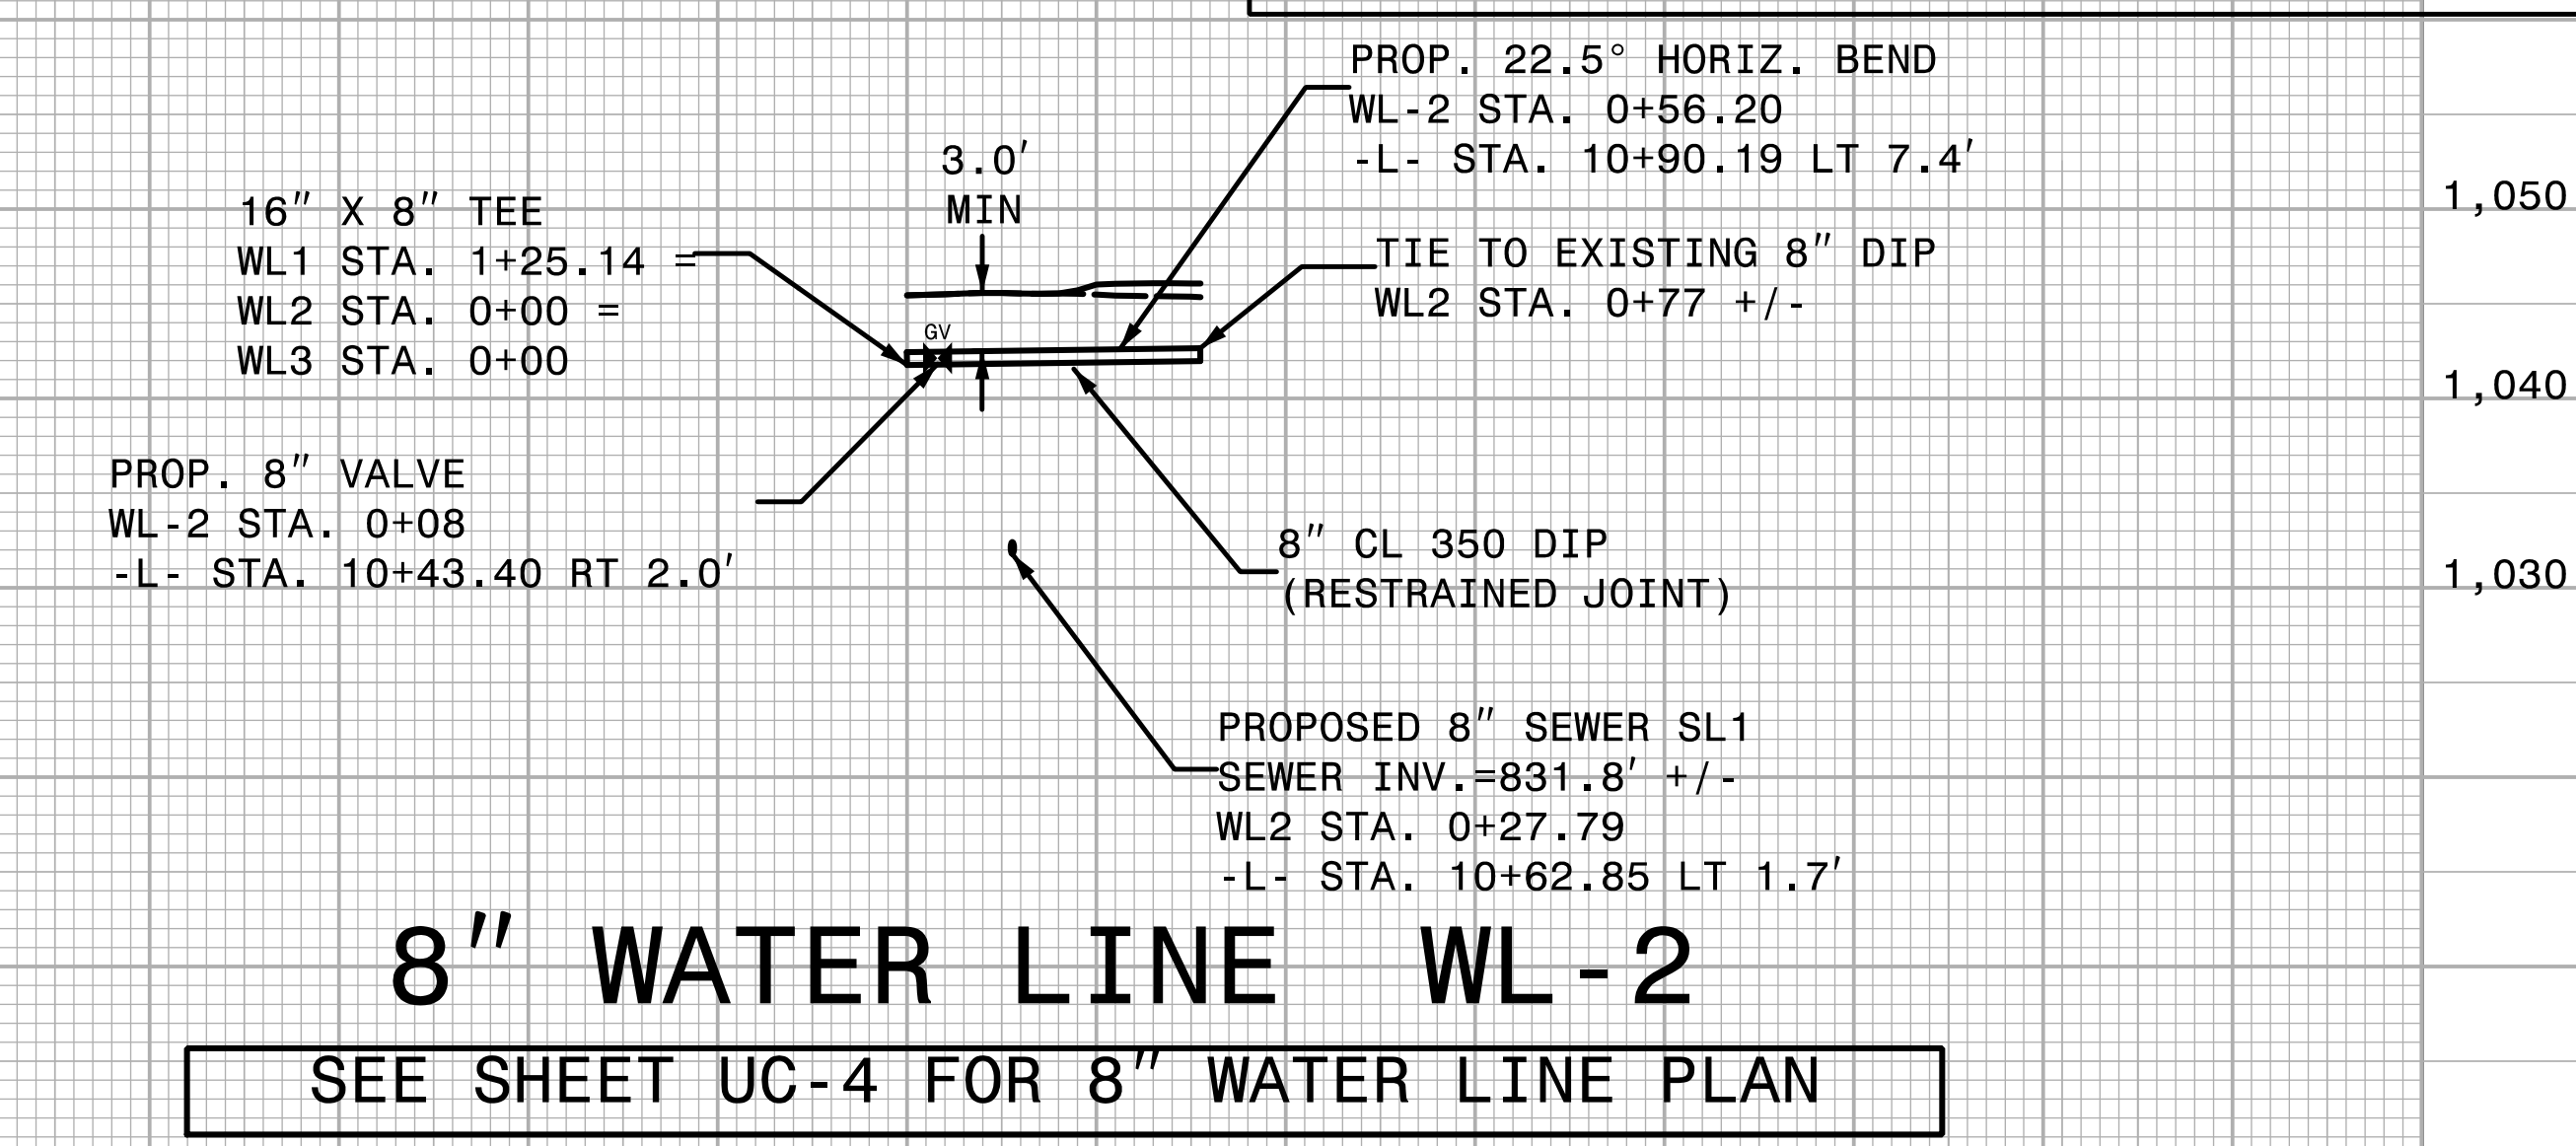 PROP. 22.5° HORIZ. BEND
WL-2 STA. 0+56.20
-L- STA. 10+90.19 LT 7.4'
3.0'
MIN
16" X 8" TEE
WL1 STA. 1+25.14 =
WL2 STA. 0+00 =
WL3 STA. 0+00
1,050
TIE TO EXISTING 8" DIP
WL2 STA. 0+77 +/-
GV
1,040
PROP. 8" VALVE
WL-2 STA. 0+08
-L- STA. 10+43.40 RT 2.0'
8" CL 350 DIP
(RESTRAINED JOINT)
1,030
PROPOSED 8" SEWER SL1
SEWER INV.=831.8' +/-
WL2 STA. 0+27.79
-L- STA. 10+62.85 LT 1.7'
8" WATER LINE WL-2
SEE SHEET UC-4 FOR 8" WATER LINE PLAN